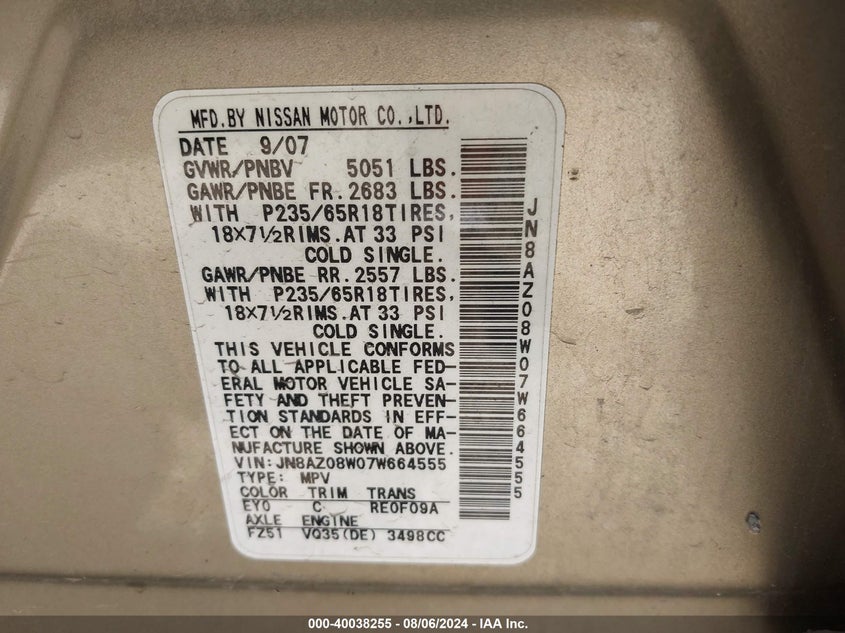 MFD.BY NISSAN MOTOR CO.,LTD.
DATE 9/07
GVWR/PNBV 5051 LBS.
GAWR/PNBE FR.2683 LBS.
WITH P235/65R18TIRES,
18X7½RIMS.AT 33 PSI
COLD SINGLE.
GAWR/PNBE RR.2557 LBS.
WITH P235/65R18TIRES,
18X7½RIMS.AT 33 PSI
COLD SINGLE.
THIS VEHICLE CONFORMS
TO ALL APPLICABLE FED-
ERAL MOTOR VEHICLE SA-
FETY AND THEFT PREVEN-
TION STANDARDS IN EFF-
ECT ON THE DATE OF MA-
NUFACTURE SHOWN ABOVE.
VIN:JN8AZ08W07W664555
TYPE: MPV
COLOR TRIM TRANS
EY0 C RE0F09A
AXLE ENGINE
FZ51 VQ35(DE) 3498CC
JN8AZ08W07W664555
000-40038255 - 08/06/2024 - IAA Inc.